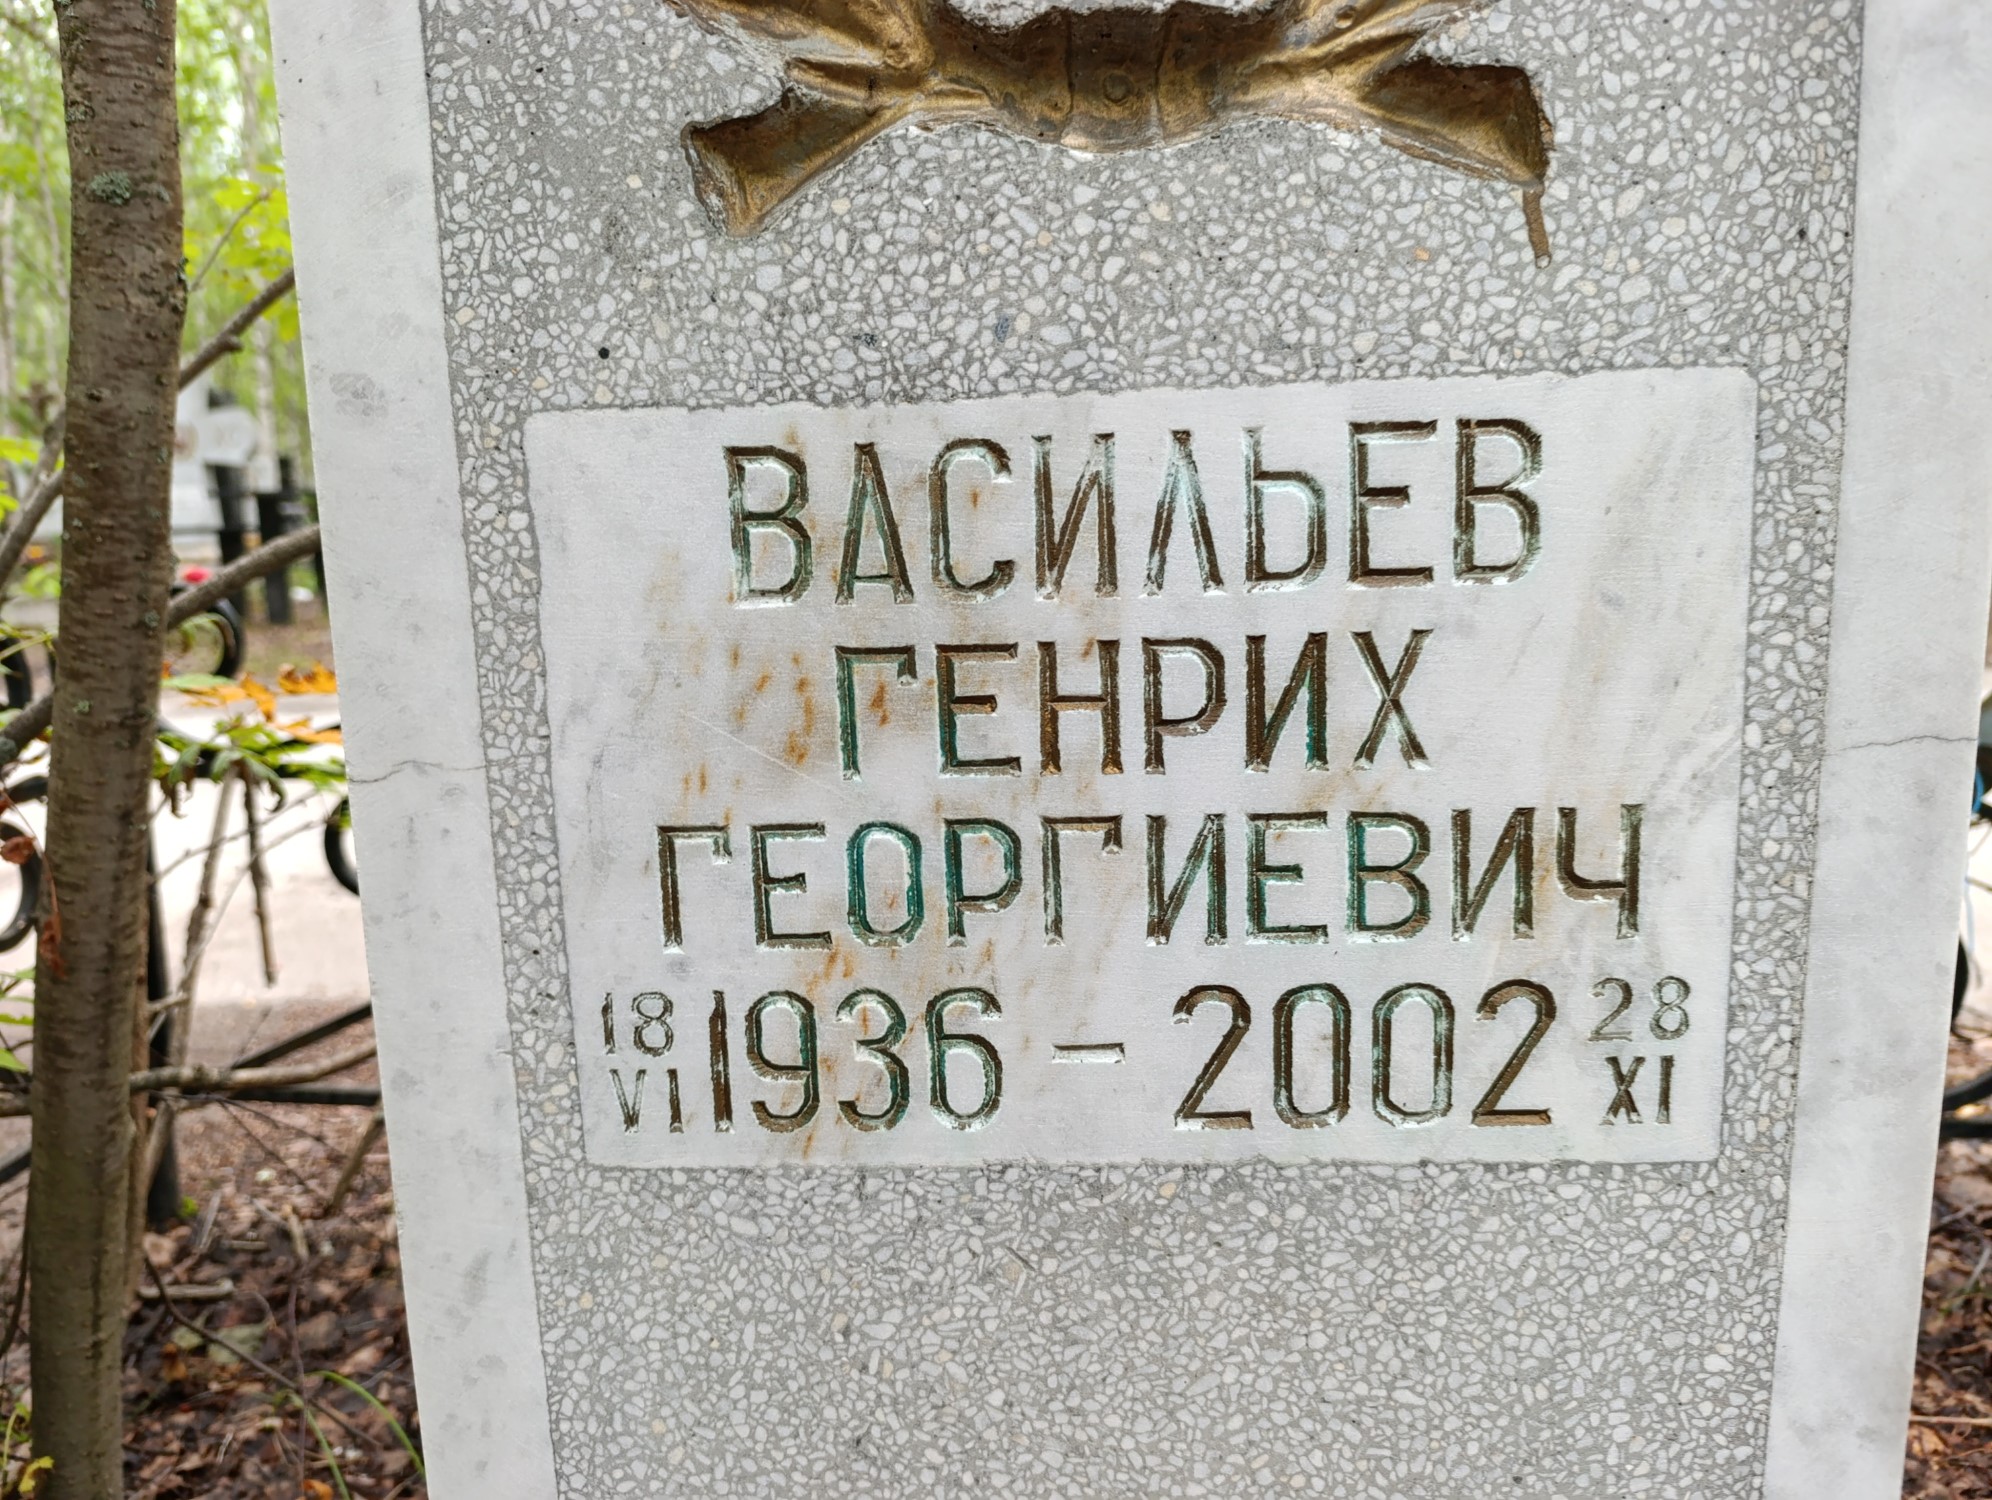 ВАСИЛЬЕВ
ГЕНРИХ
ГЕОРГИЕВИЧ
18 VI 1936 - 2002 28 XI